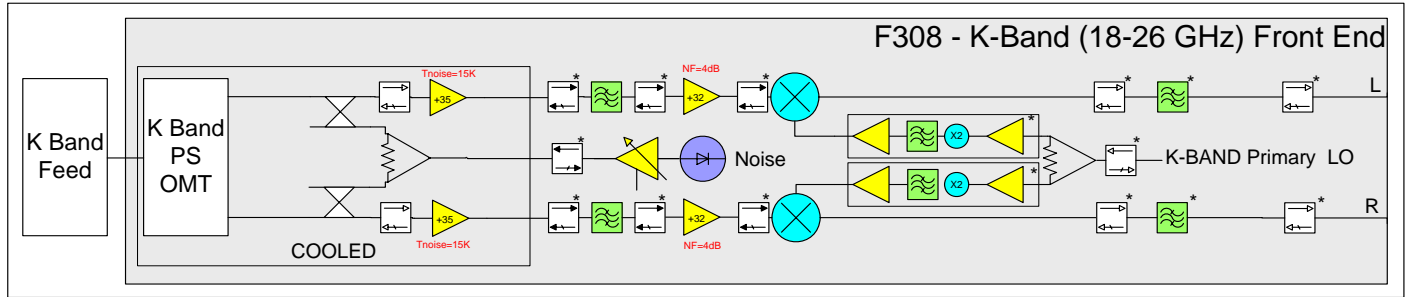 F308 - K-Band (18-26 GHz) Front End
Tnoise=15K
NF=4dB
* * * * * *
+35
+32
L
K Band
Feed
K Band
PS
OMT
*
X2
* Noise
*
K-BAND Primary LO
*
X2
* * * * * *
+35
+32
R
Tnoise=15K
NF=4dB
COOLED